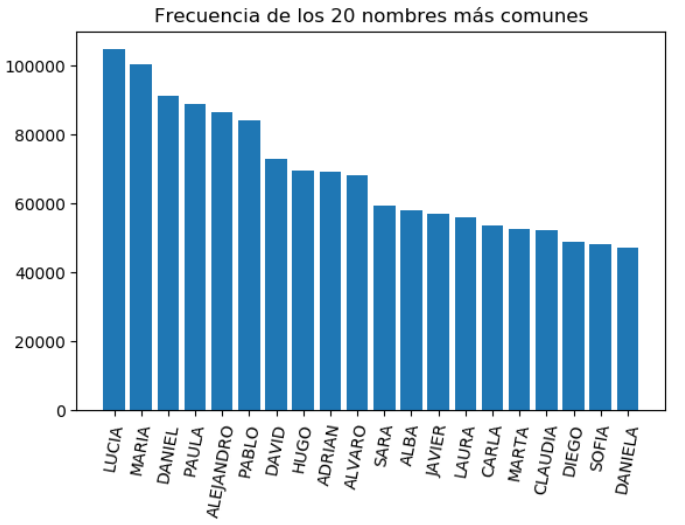 Frecuencia de los 20 nombres más comunes
100000
80000
60000
40000
20000
0
LUCIA
MARIA
DANIEL
PAULA
ALEJANDRO
PABLO
DAVID
HUGO
ADRIAN
ALVARO
SARA
ALBA
JAVIER
LAURA
CARLA
MARTA
CLAUDIA
DIEGO
SOFIA
DANIELA